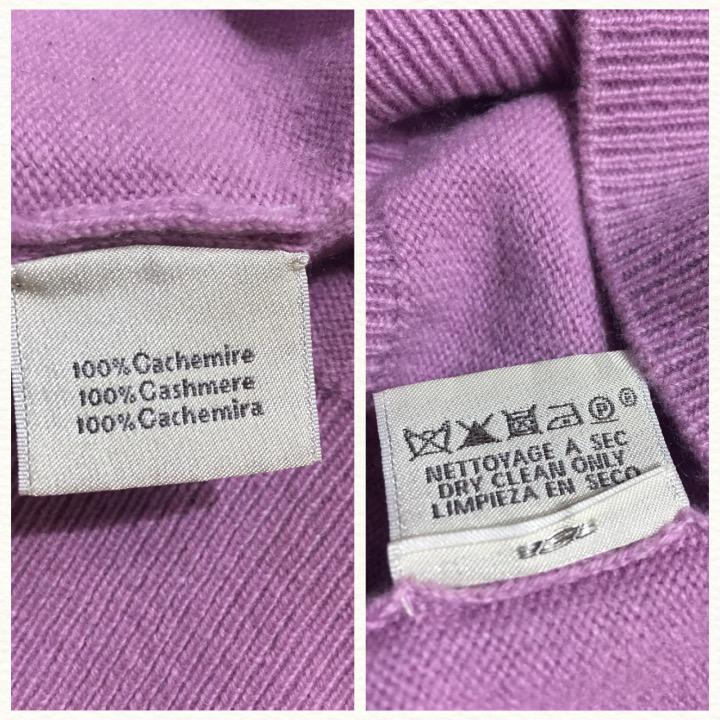 100% Cachemire
100% Cashmere
100% Cachemira
P
NETTOYAGE A SEC
DRY CLEAN ONLY
LIMPIEZA EN SECO